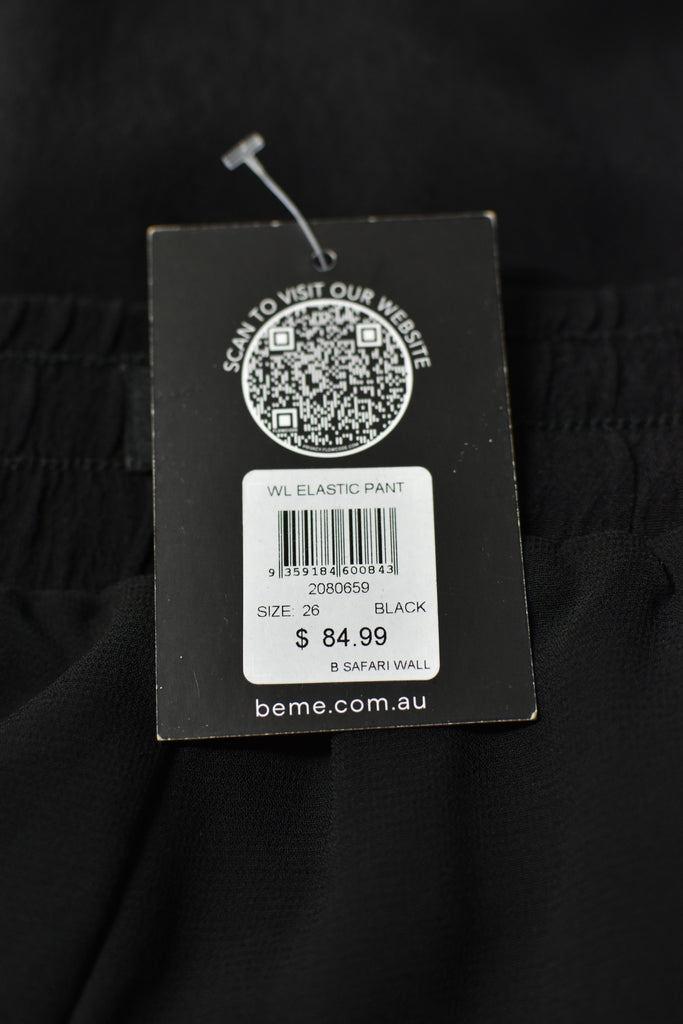 SCAN TO VISIT OUR WEBSITE
WL ELASTIC PANT
9 359184 600843
2080659
SIZE: 26 BLACK
$ 84.99
B SAFARI WALL
beme.com.au